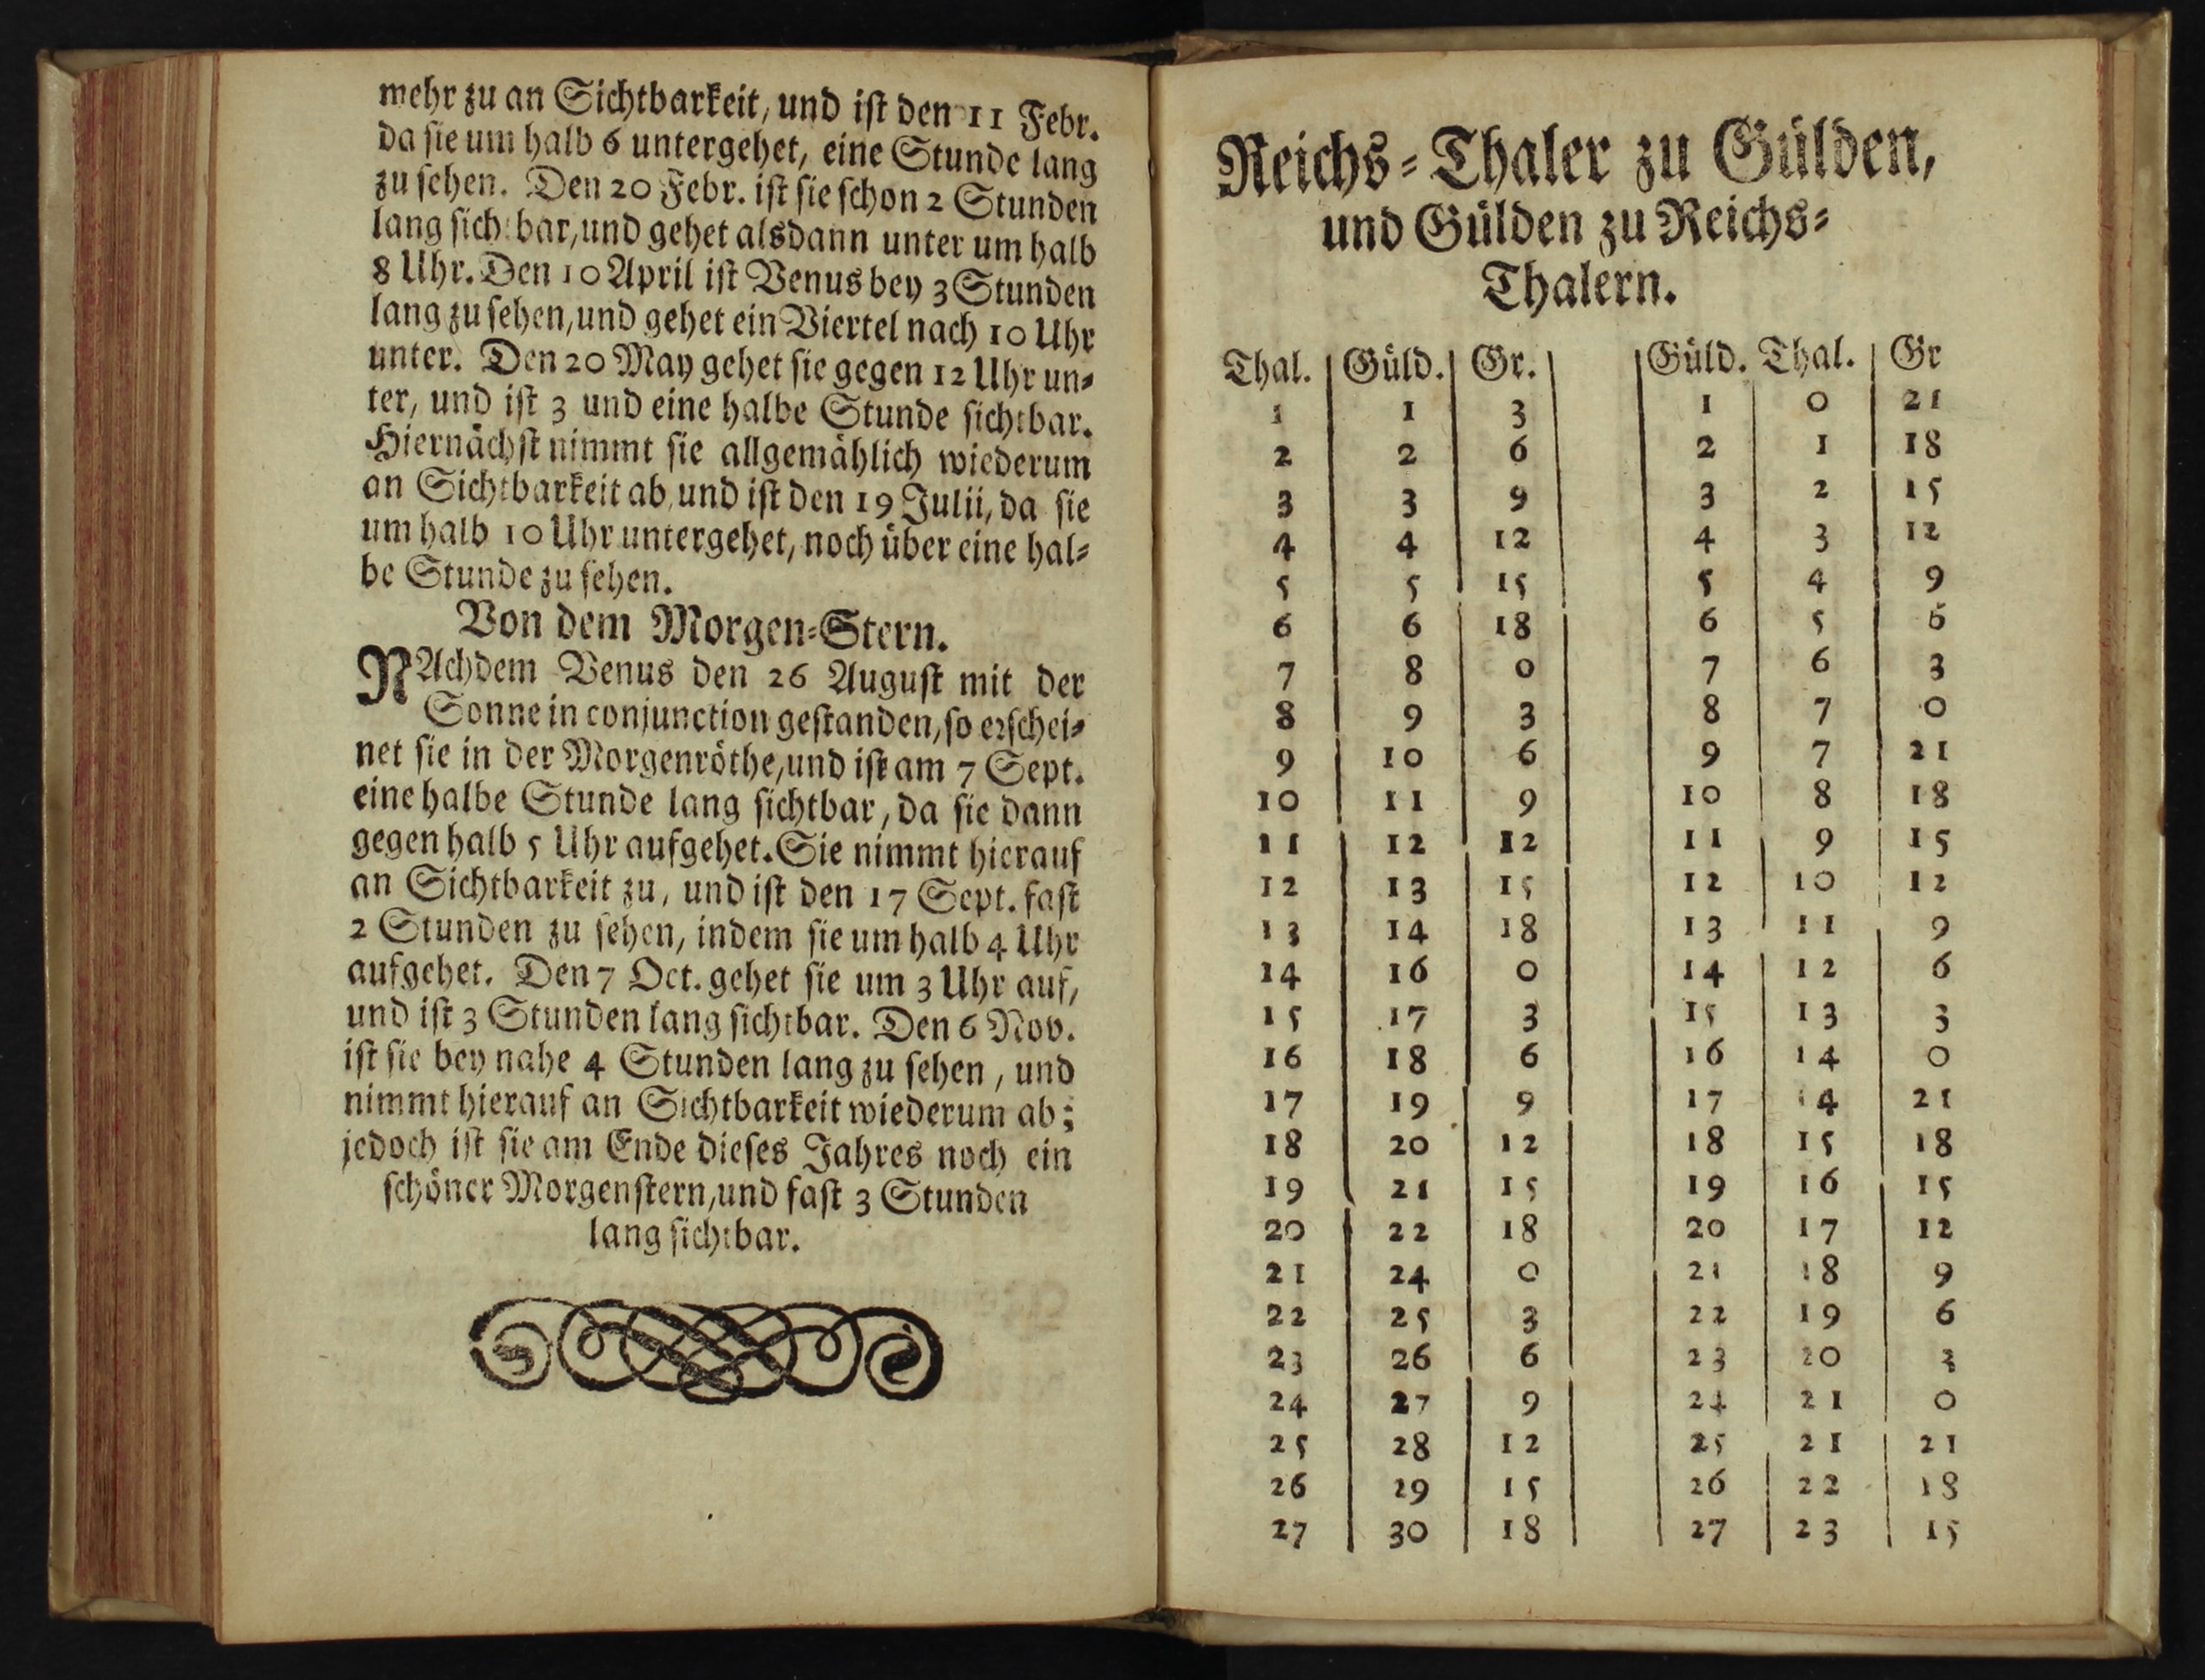 mehr zu an Sichtbarkeit, und ist den 11 Febr.
da sie um halb 6 untergehet, eine Stunde lang
zu sehen. Den 20 Febr. ist sie schon 2 Stunden
lang sichtbar, und gehet alsdann unter um halb
8 Uhr. Den 10 April ist Venus bey 3 Stunden
lang zu sehen, und gehet ein Viertel nach 10 Uhr
unter. Den 20 May gehet sie gegen 12 Uhr un-
ter, und ist 3 und eine halbe Stunde sichtbar.
Hiernächst nimmt sie allgemählich wiederum
an Sichtbarkeit ab, und ist den 19 Julii, da sie
um halb 10 Uhr untergehet, noch über eine hal-
be Stunde zu sehen.
Von dem Morgen-Stern.
NAchdem Venus den 26 August mit der
Sonne in conjunction gestanden, so erschei-
net sie in der Morgenröthe, und ist am 7 Sept.
eine halbe Stunde lang sichtbar, da sie dann
gegen halb 5 Uhr aufgehet. Sie nimmt hierauf
an Sichtbarkeit zu, und ist den 17 Sept. fast
2 Stunden zu sehen, indem sie um halb 4 Uhr
aufgehet. Den 7 Oct. gehet sie um 3 Uhr auf,
und ist 3 Stunden lang sichtbar. Den 6 Nov.
ist sie bey nahe 4 Stunden lang zu sehen, und
nimmt hierauf an Sichtbarkeit wiederum ab;
jedoch ist sie am Ende dieses Jahres noch ein
schöner Morgenstern, und fast 3 Stunden
lang sichtbar.
Reichs-Thaler zu Gülden,
und Gülden zu Reichs-
Thalern.
Thal. Güld. Gr. Güld. Thal. Gr
1 1 3 1 0 21
2 2 6 2 1 18
3 3 9 3 2 15
4 4 12 4 3 12
5 5 15 5 4 9
6 6 18 6 5 6
7 8 0 7 6 3
8 9 3 8 7 0
9 10 6 9 7 21
10 11 9 10 8 18
11 12 12 11 9 15
12 13 15 12 10 12
13 14 18 13 11 9
14 16 0 14 12 6
15 17 3 15 13 3
16 18 6 16 14 0
17 19 9 17 14 21
18 20 12 18 15 18
19 21 15 19 16 15
20 22 18 20 17 12
21 24 0 21 18 9
22 25 3 22 19 6
23 26 6 23 20 3
24 27 9 24 21 0
25 28 12 25 21 21
26 29 15 26 22 18
27 30 18 27 23 15